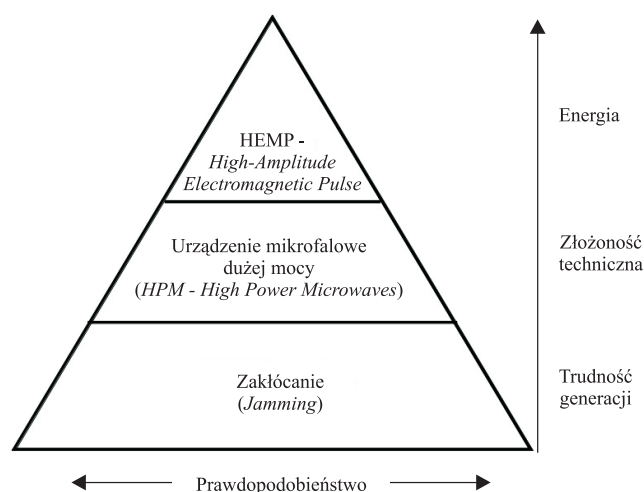 HEMP -
High-Amplitude
Electromagnetic Pulse
Urządzenie mikrofalowe
dużej mocy
(HPM - High Power Microwaves)
Zakłócanie
(Jamming)
Energia
Złożoność
techniczna
Trudność
generacji
Prawdopodobieństwo